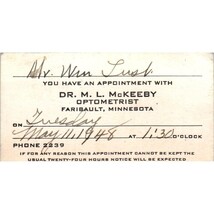 Mr. Wm Lush
YOU HAVE AN APPOINTMENT WITH
DR. M. L. McKEEBY
OPTOMETRIST
FARIBAULT, MINNESOTA
ON Tuesday
May 11, 1948 AT 1:30 O'CLOCK
PHONE 2239
IF FOR ANY REASON THIS APPOINTMENT CANNOT BE KEPT THE
USUAL TWENTY-FOUR HOURS NOTICE WILL BE EXPECTED